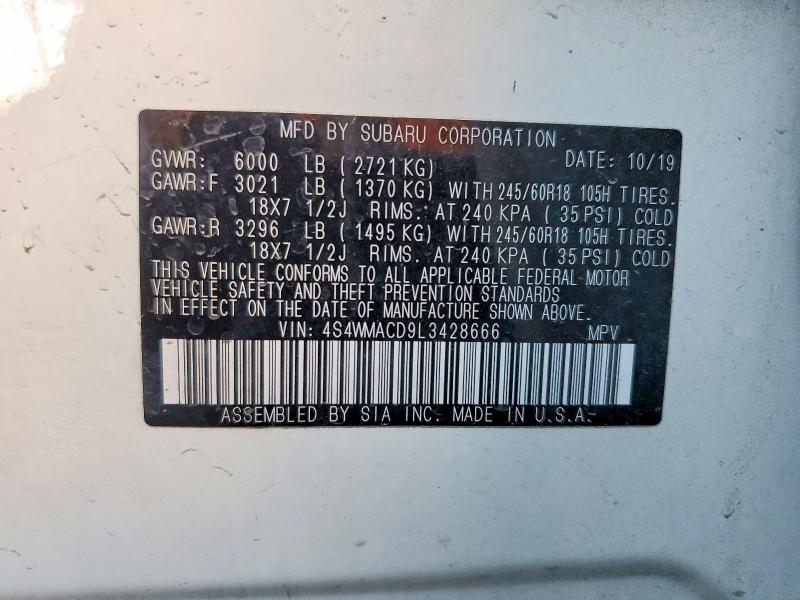 MFD BY SUBARU CORPORATION
GVWR: 6000 LB ( 2721 KG) DATE: 10/19
GAWR:F 3021 LB ( 1370 KG) WITH 245/60R18 105H TIRES.
18X7 1/2J RIMS. AT 240 KPA ( 35 PSI) COLD
GAWR:R 3296 LB ( 1495 KG) WITH 245/60R18 105H TIRES.
18X7 1/2J RIMS. AT 240 KPA ( 35 PSI) COLD
THIS VEHICLE CONFORMS TO ALL APPLICABLE FEDERAL MOTOR
VEHICLE SAFETY AND THEFT PREVENTION STANDARDS
IN EFFECT ON THE DATE OF MANUFACTURE SHOWN ABOVE.
VIN: 4S4WMACD9L3428666 MPV
ASSEMBLED BY SIA INC. MADE IN U.S.A.